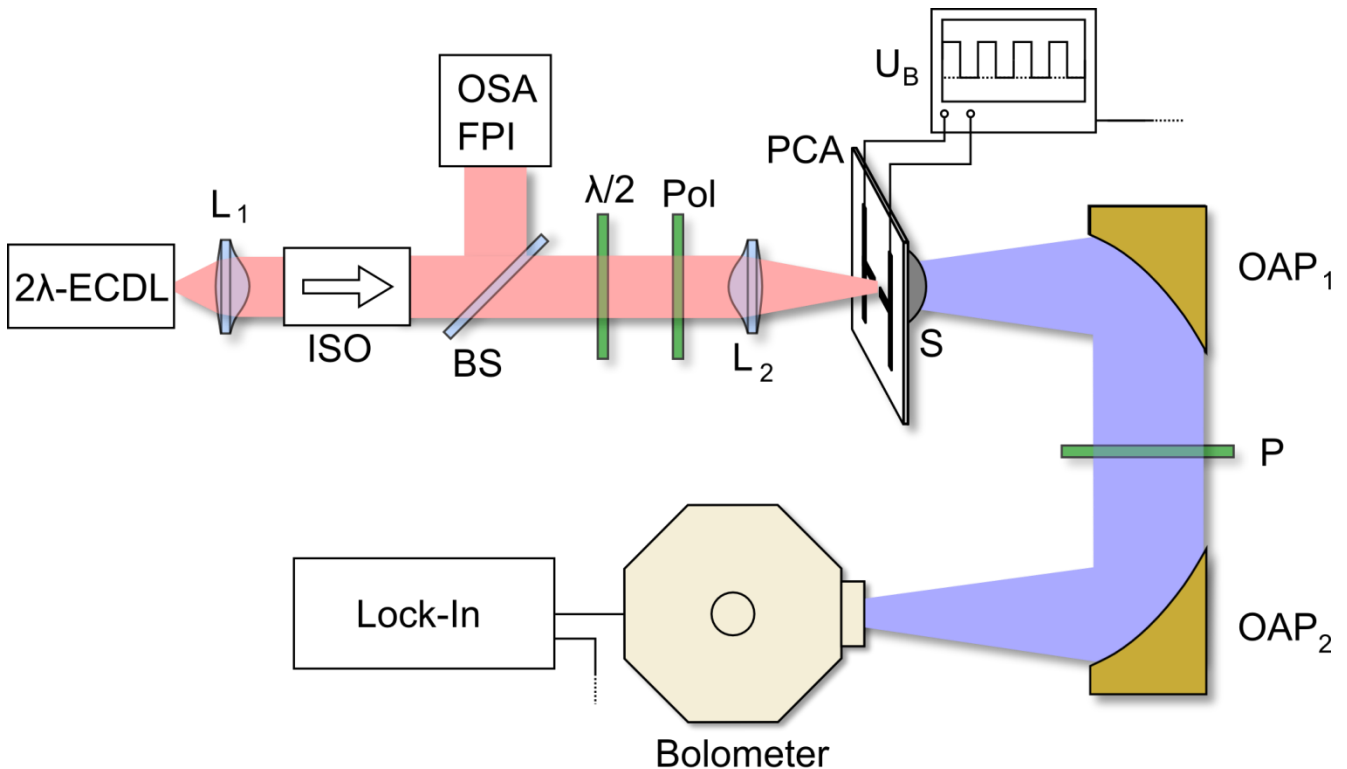 U_B
OSA
FPI
PCA
λ/2
Pol
L_1
OAP_1
2λ-ECDL
ISO
BS
L_2
S
P
Lock-In
OAP_2
Bolometer